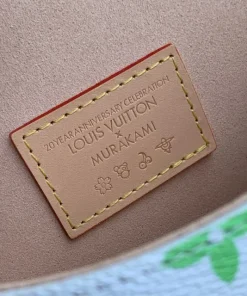 20 YEAR ANNIVERSARY CELEBRATION
LOUIS VUITTON
×
MURAKAMI